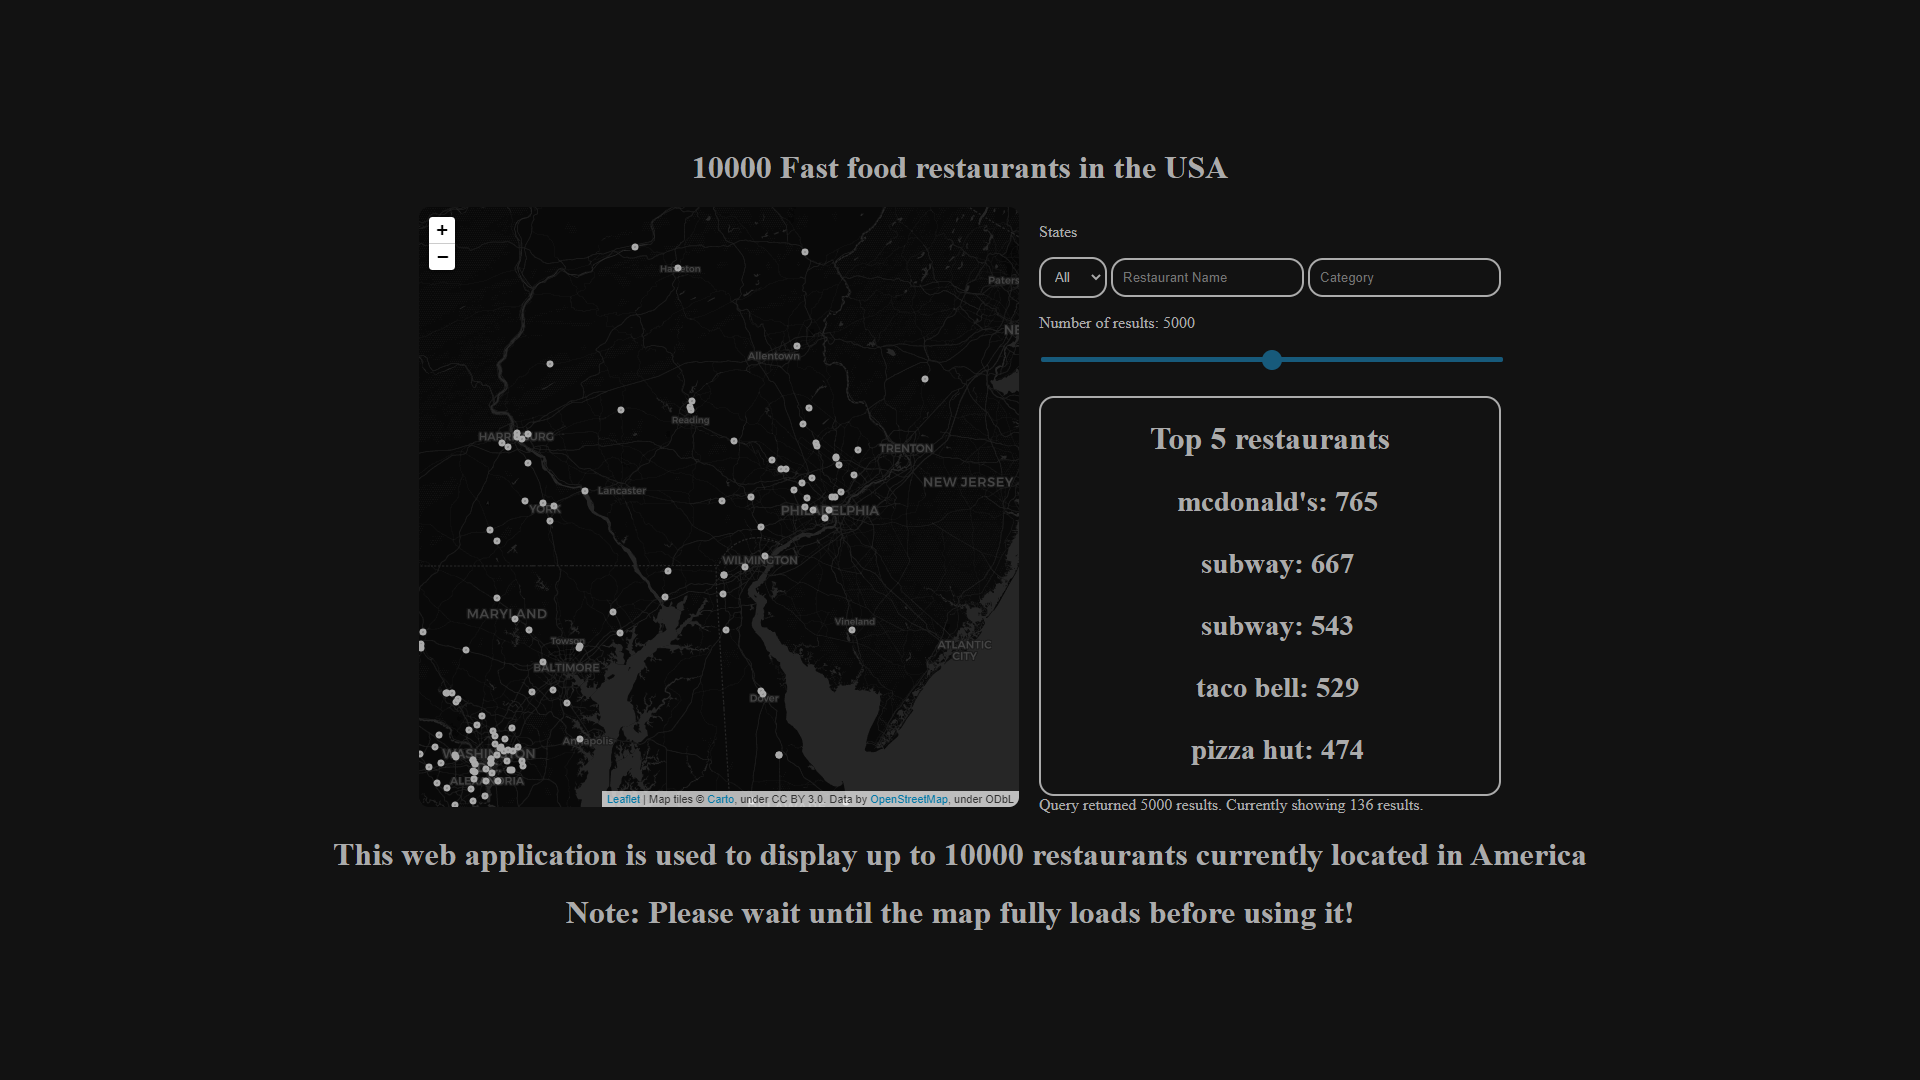 10000 Fast food restaurants in the USA
+
−
Hazleton
Allentown
Reading
HARRISBURG
Lancaster
YORK
TRENTON
NEW JERSEY
PHILADELPHIA
WILMINGTON
MARYLAND
Towson
BALTIMORE
Vineland
ATLANTIC
CITY
Dover
Annapolis
WASHINGTON
ALEXANDRIA
Leaflet | Map tiles © Carto, under CC BY 3.0. Data by OpenStreetMap, under ODbL
States
All
Restaurant Name
Category
Number of results: 5000
Top 5 restaurants
mcdonald's: 765
subway: 667
subway: 543
taco bell: 529
pizza hut: 474
Query returned 5000 results. Currently showing 136 results.
This web application is used to display up to 10000 restaurants currently located in America
Note: Please wait until the map fully loads before using it!